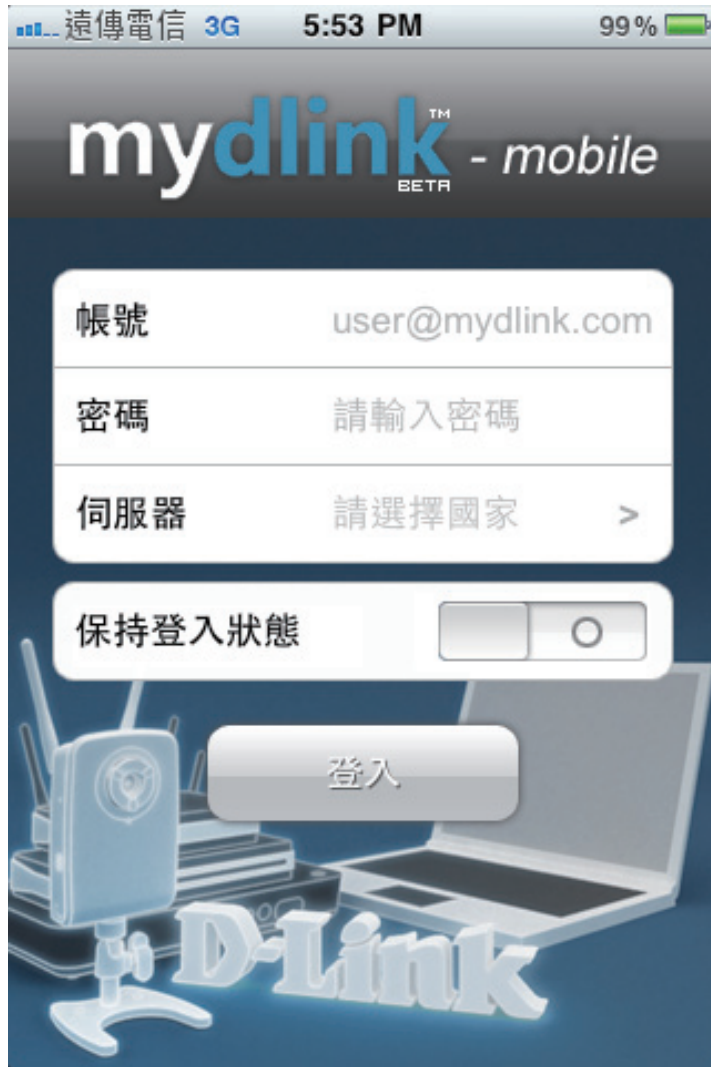 遠傳電信 3G 5:53 PM 99%
mydlink™ - mobile
BETA
帳號 user@mydlink.com
密碼 請輸入密碼
伺服器 請選擇國家 >
保持登入狀態
登入
D-Link